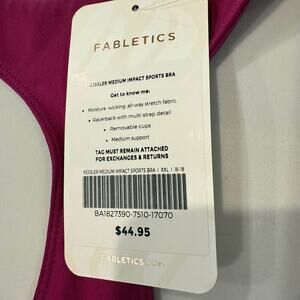 FABLETICS
KESSLER MEDIUM IMPACT SPORTS BRA
Get to know me:
• Moisture-wicking all-way stretch fabric
• Racerback with multi strap detail
• Removable cups
• Medium support
TAG MUST REMAIN ATTACHED
FOR EXCHANGES & RETURNS
KESSLER MEDIUM IMPACT SPORTS BRA | XXL | 16-18
BA1827390-7510-17070
$44.95
FABLETICS.COM